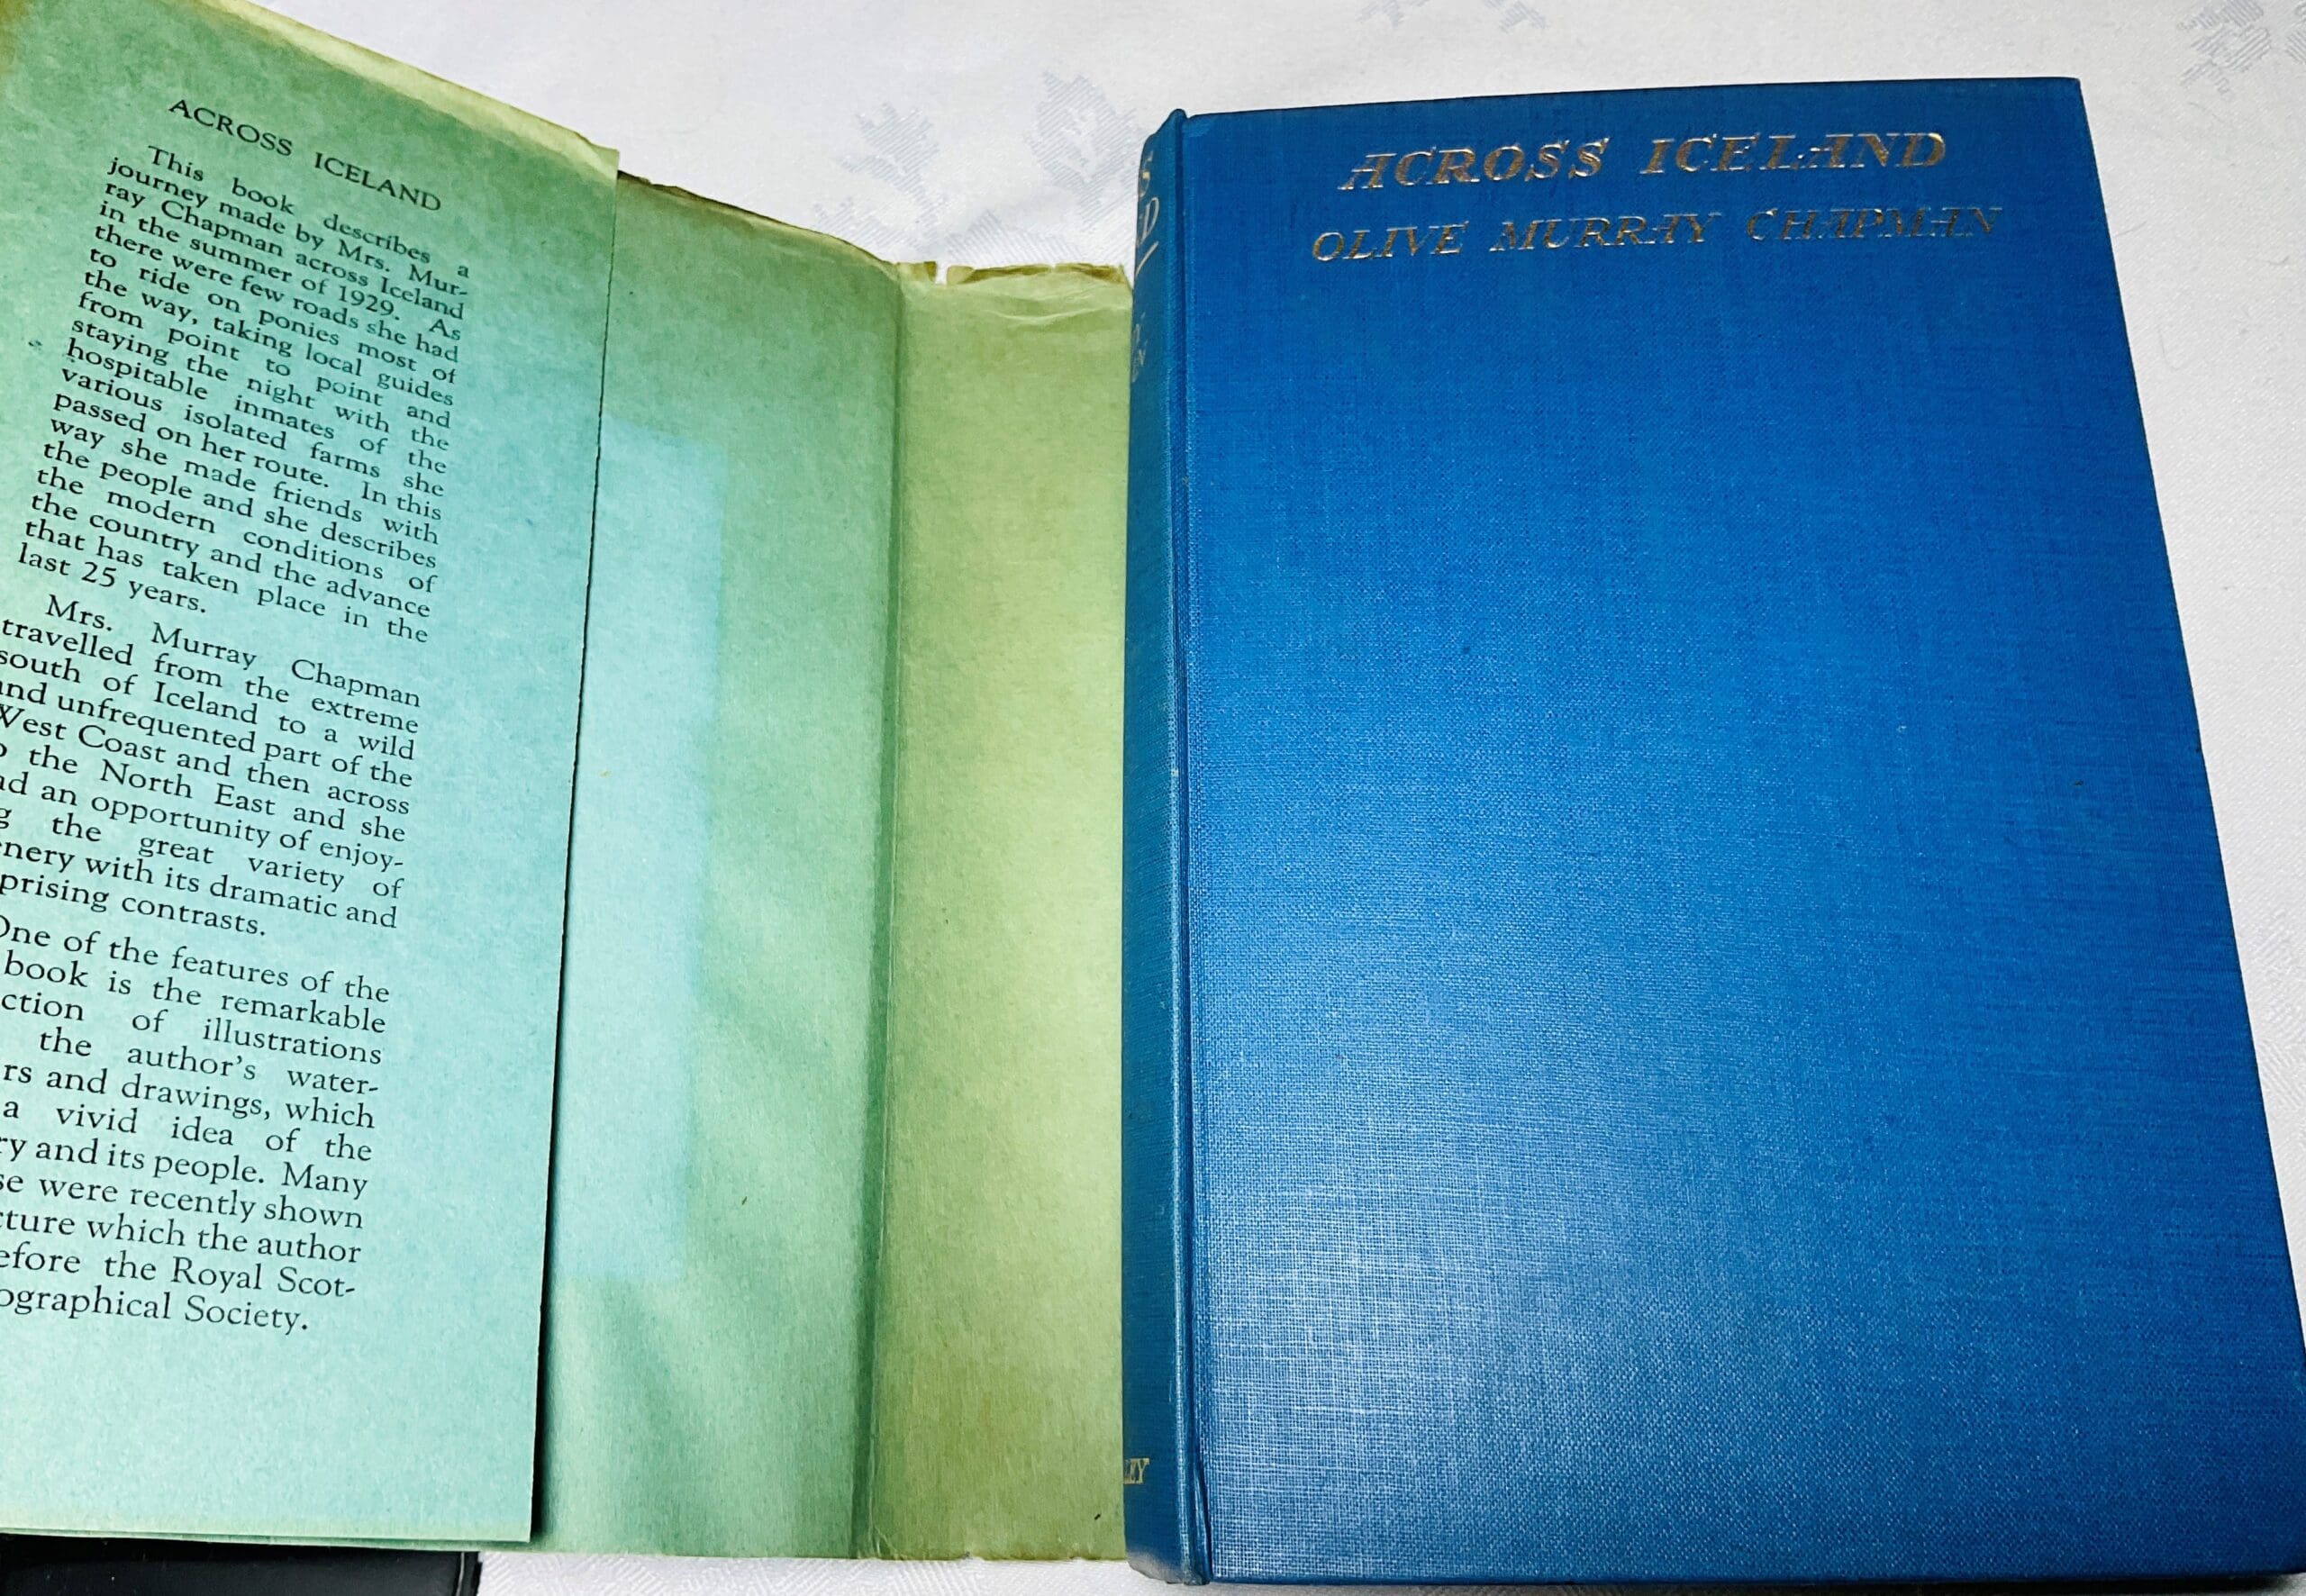 ACROSS ICELAND
This book describes a
journey made by Mrs. Mur-
ray Chapman across Iceland
in the summer of 1929. As
there were few roads she had
to ride on ponies most of
the way, taking local guides
from point to point and
staying the night with the
hospitable inmates of the
various isolated farms she
passed on her route. In this
way she made friends with
the people and she describes
the modern conditions of
the country and the advance
that has taken place in the
last 25 years.
Mrs. Murray Chapman
travelled from the extreme
south of Iceland to a wild
and unfrequented part of the
West Coast and then across
the North East and she
an opportunity of enjoy-
the great variety of
with its dramatic and
contrasts.
One of the features of the
book is the remarkable
of illustrations
the author's water-
and drawings, which
a vivid idea of the
and its people. Many
were recently shown
which the author
the Royal Scot-
Society.
ACROSS ICELAND
OLIVE MURRAY CHAPMAN